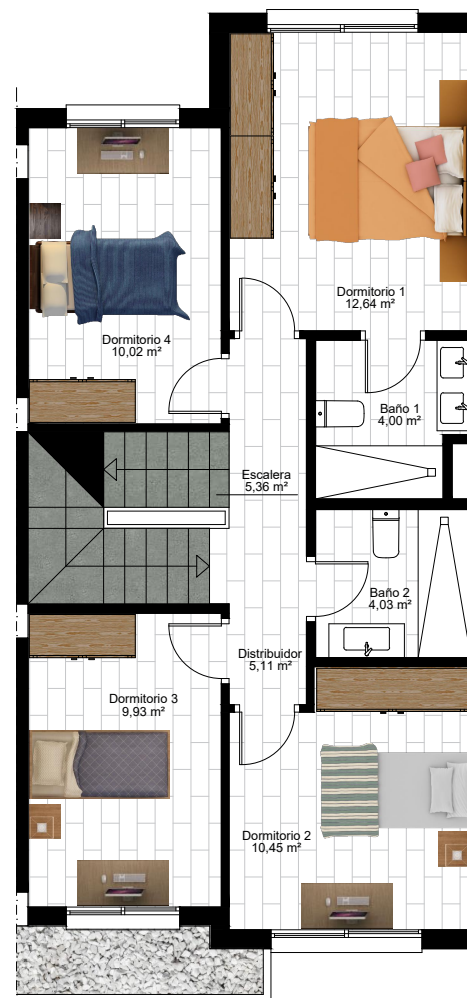 Dormitorio 1
12,64 m²
Dormitorio 4
10,02 m²
Baño 1
4,00 m²
Escalera
5,36 m²
Baño 2
4,03 m²
Distribuidor
5,11 m²
Dormitorio 3
9,93 m²
Dormitorio 2
10,45 m²